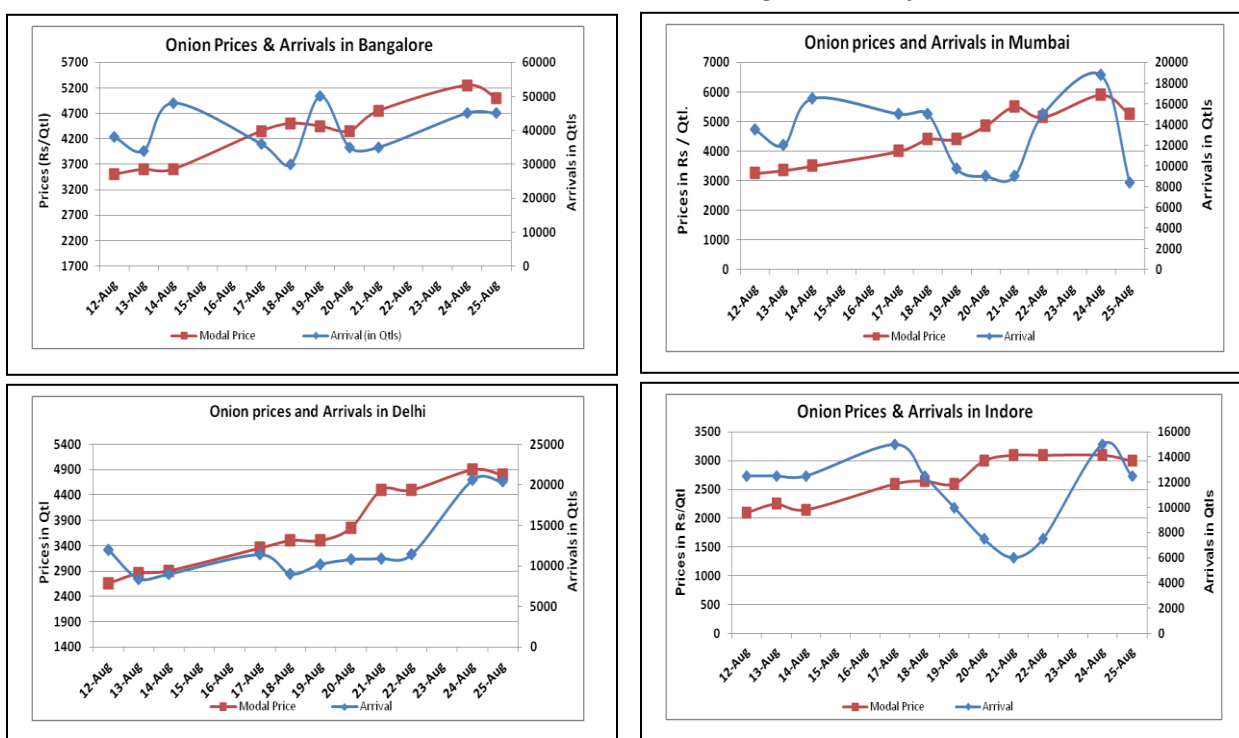 Onion Prices & Arrivals in Bangalore
Prices (Rs/Qtl)
5700
5200
4700
4200
3700
3200
2700
2200
1700
60000
50000
40000
30000
20000
10000
0
Arrivals in Qtls
12-Aug
13-Aug
14-Aug
15-Aug
16-Aug
17-Aug
18-Aug
19-Aug
20-Aug
21-Aug
22-Aug
23-Aug
24-Aug
25-Aug
Modal Price
Arrival (in Qtls)
Onion prices and Arrivals in Mumbai
Prices in Rs / Qtl.
7000
6000
5000
4000
3000
2000
1000
0
20000
18000
16000
14000
12000
10000
8000
6000
4000
2000
0
Arrivals in Qtls
12-Aug
13-Aug
14-Aug
15-Aug
16-Aug
17-Aug
18-Aug
19-Aug
20-Aug
21-Aug
22-Aug
23-Aug
24-Aug
25-Aug
Modal Price
Arrival
Onion prices and Arrivals in Delhi
Prices in Qtl
5400
4900
4400
3900
3400
2900
2400
1900
1400
25000
20000
15000
10000
5000
0
Arrivals in Qtls
12-Aug
13-Aug
14-Aug
15-Aug
16-Aug
17-Aug
18-Aug
19-Aug
20-Aug
21-Aug
22-Aug
23-Aug
24-Aug
25-Aug
Modal Price
Arrival
Onion Prices & Arrivals in Indore
Prices in Rs/Qtl
3500
3000
2500
2000
1500
1000
500
0
16000
14000
12000
10000
8000
6000
4000
2000
0
Arrivals in Qtls
12-Aug
13-Aug
14-Aug
15-Aug
16-Aug
17-Aug
18-Aug
19-Aug
20-Aug
21-Aug
22-Aug
23-Aug
24-Aug
25-Aug
Modal Price
Arrival